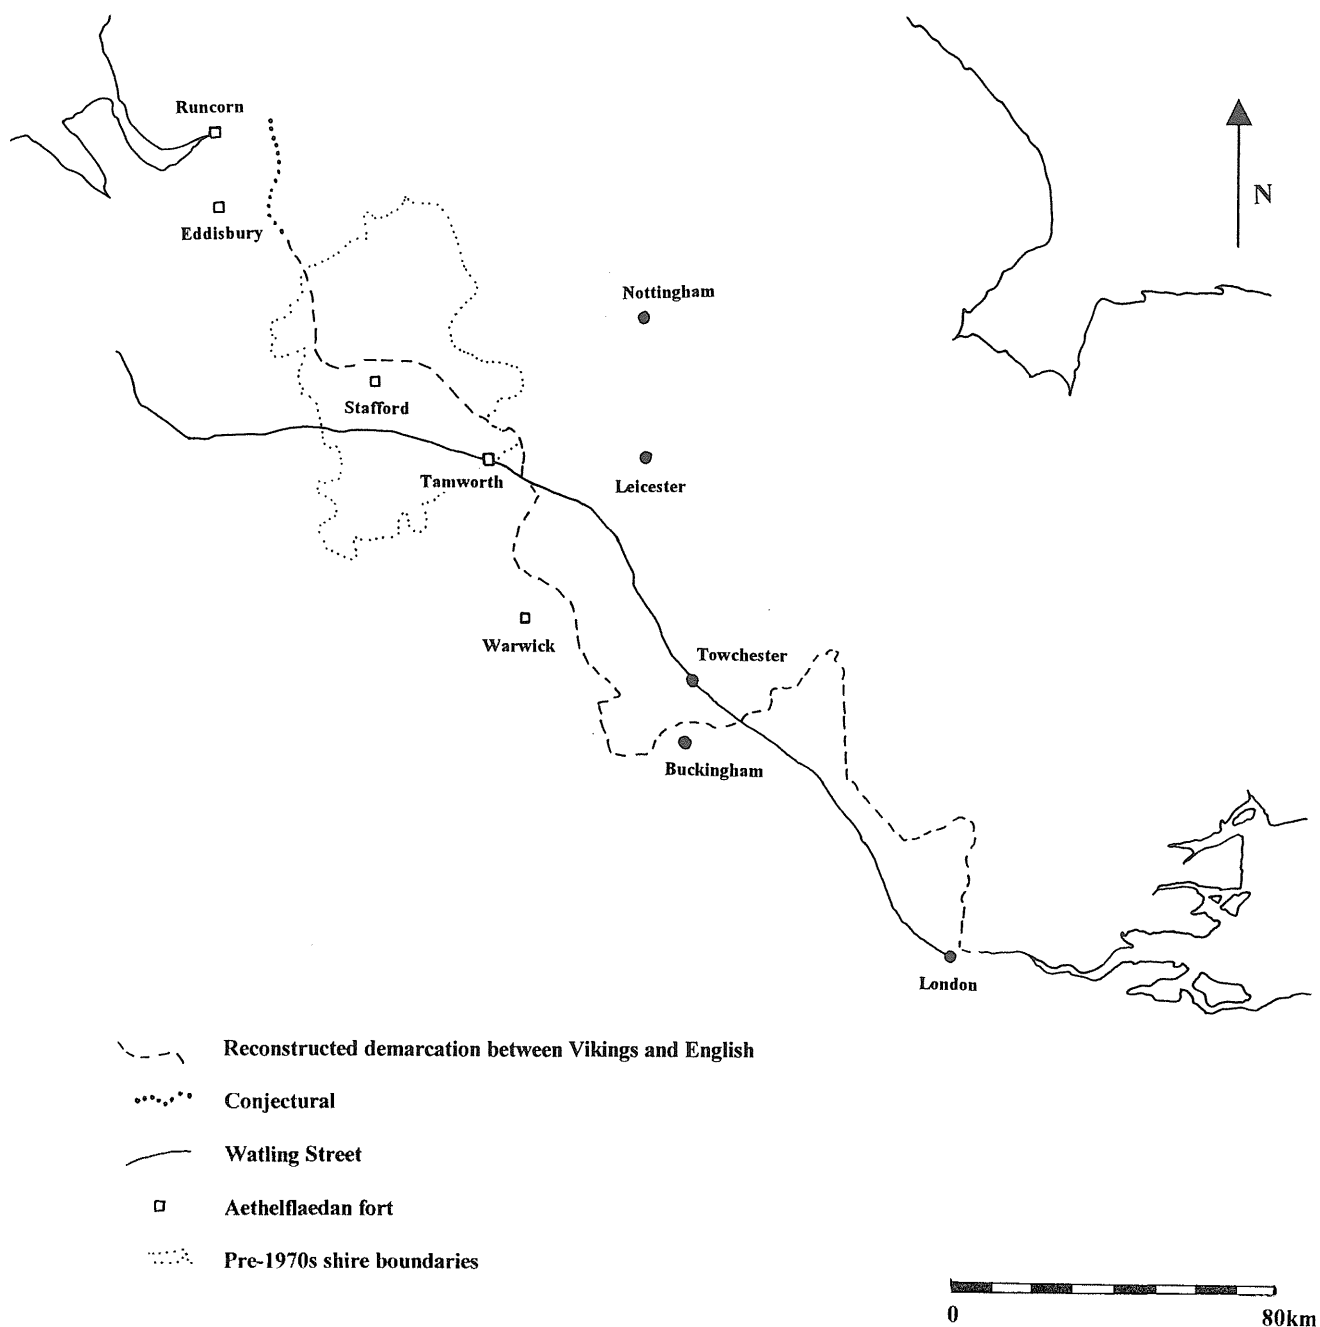 Runcorn
N
Eddisbury
Nottingham
Stafford
Tamworth
Leicester
Warwick
Towchester
Buckingham
London
Reconstructed demarcation between Vikings and English
Conjectural
Watling Street
Aethelflaedan fort
Pre-1970s shire boundaries
0 80km